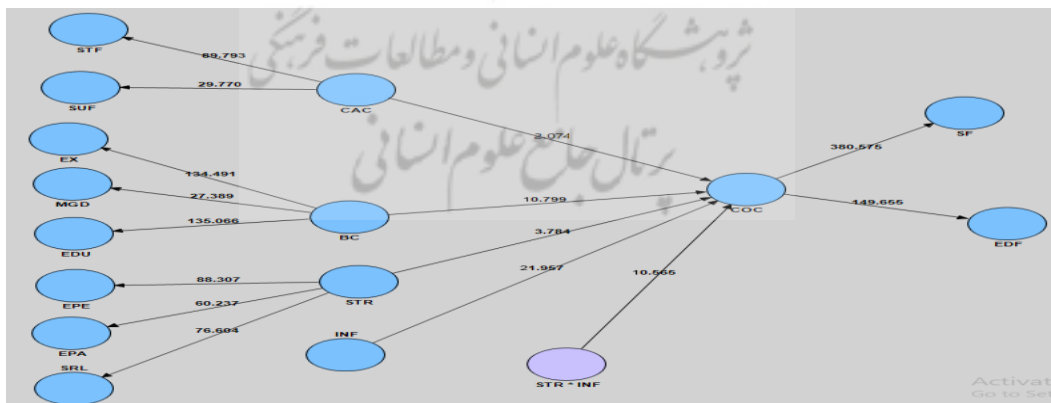 پژوهشگاه علوم انسانی و مطالعات فرهنگی
پرتال جامع علوم انسانی
STF
69.793
SUF
29.770
CAC
2.074
EX
134.491
MGD
27.389
EDU
135.066
BC
10.799
COC
380.575
SF
149.655
EDF
EPE
88.307
STR
3.784
EPA
60.237
SRL
76.604
INF
21.957
10.565
STR * INF
Activat
Go to Set